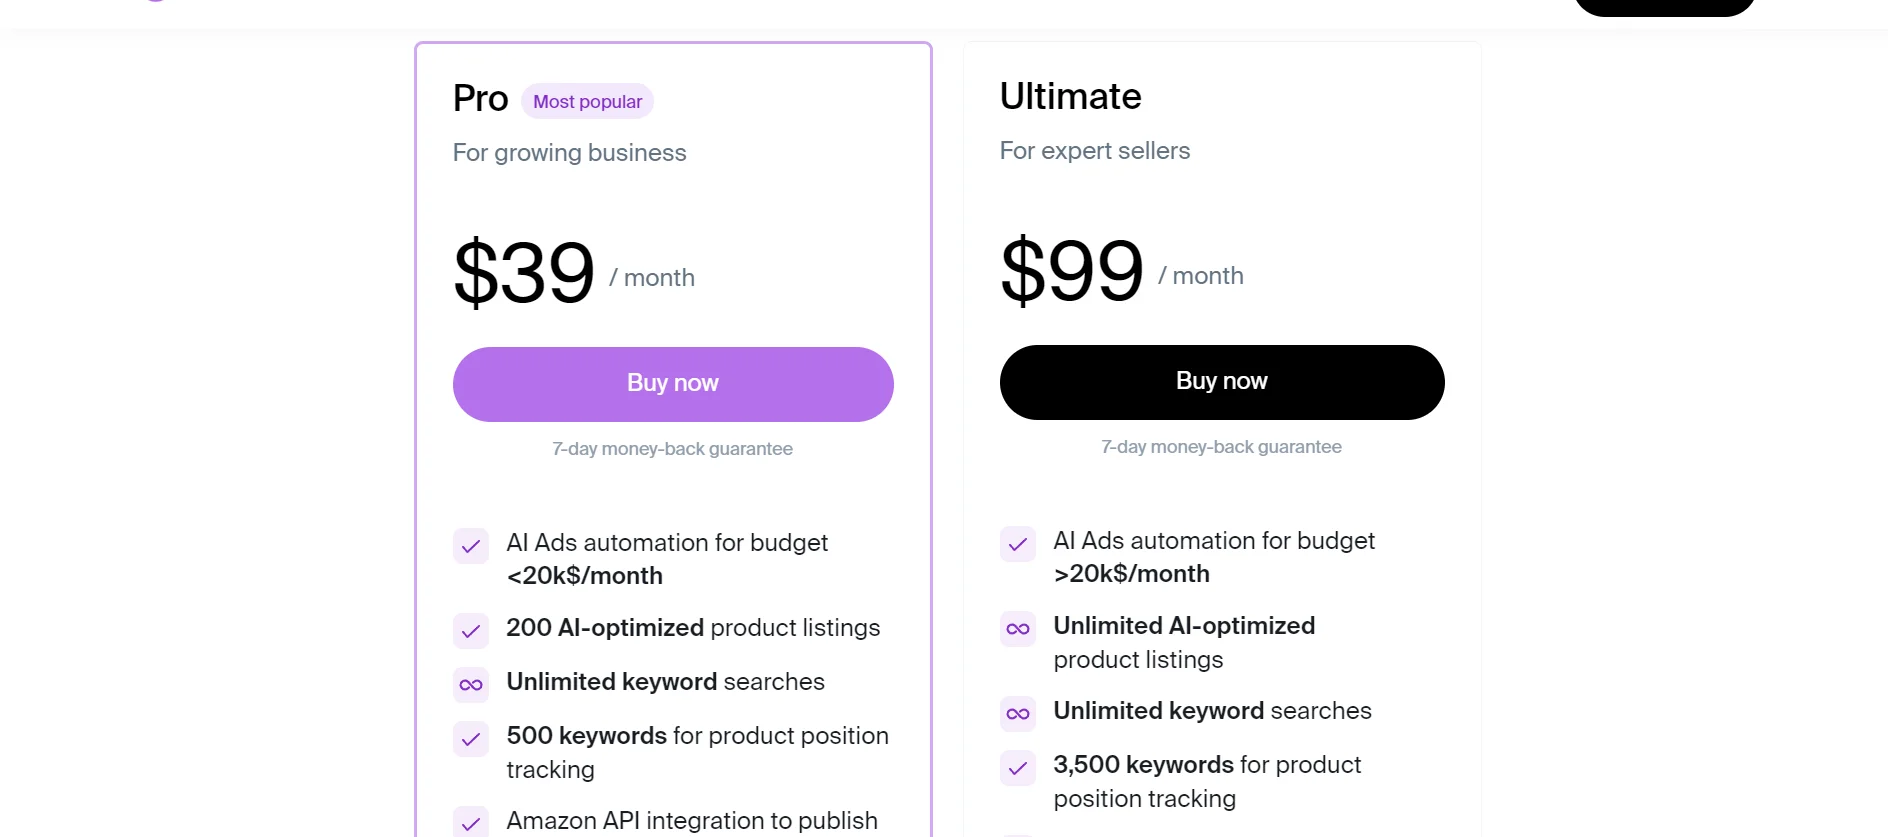 Pro Most popular
For growing business
$39 / month
Buy now
7-day money-back guarantee
AI Ads automation for budget
<20k$/month
200 AI-optimized product listings
Unlimited keyword searches
500 keywords for product position
tracking
Amazon API integration to publish
Ultimate
For expert sellers
$99 / month
Buy now
7-day money-back guarantee
AI Ads automation for budget
>20k$/month
Unlimited AI-optimized
product listings
Unlimited keyword searches
3,500 keywords for product
position tracking